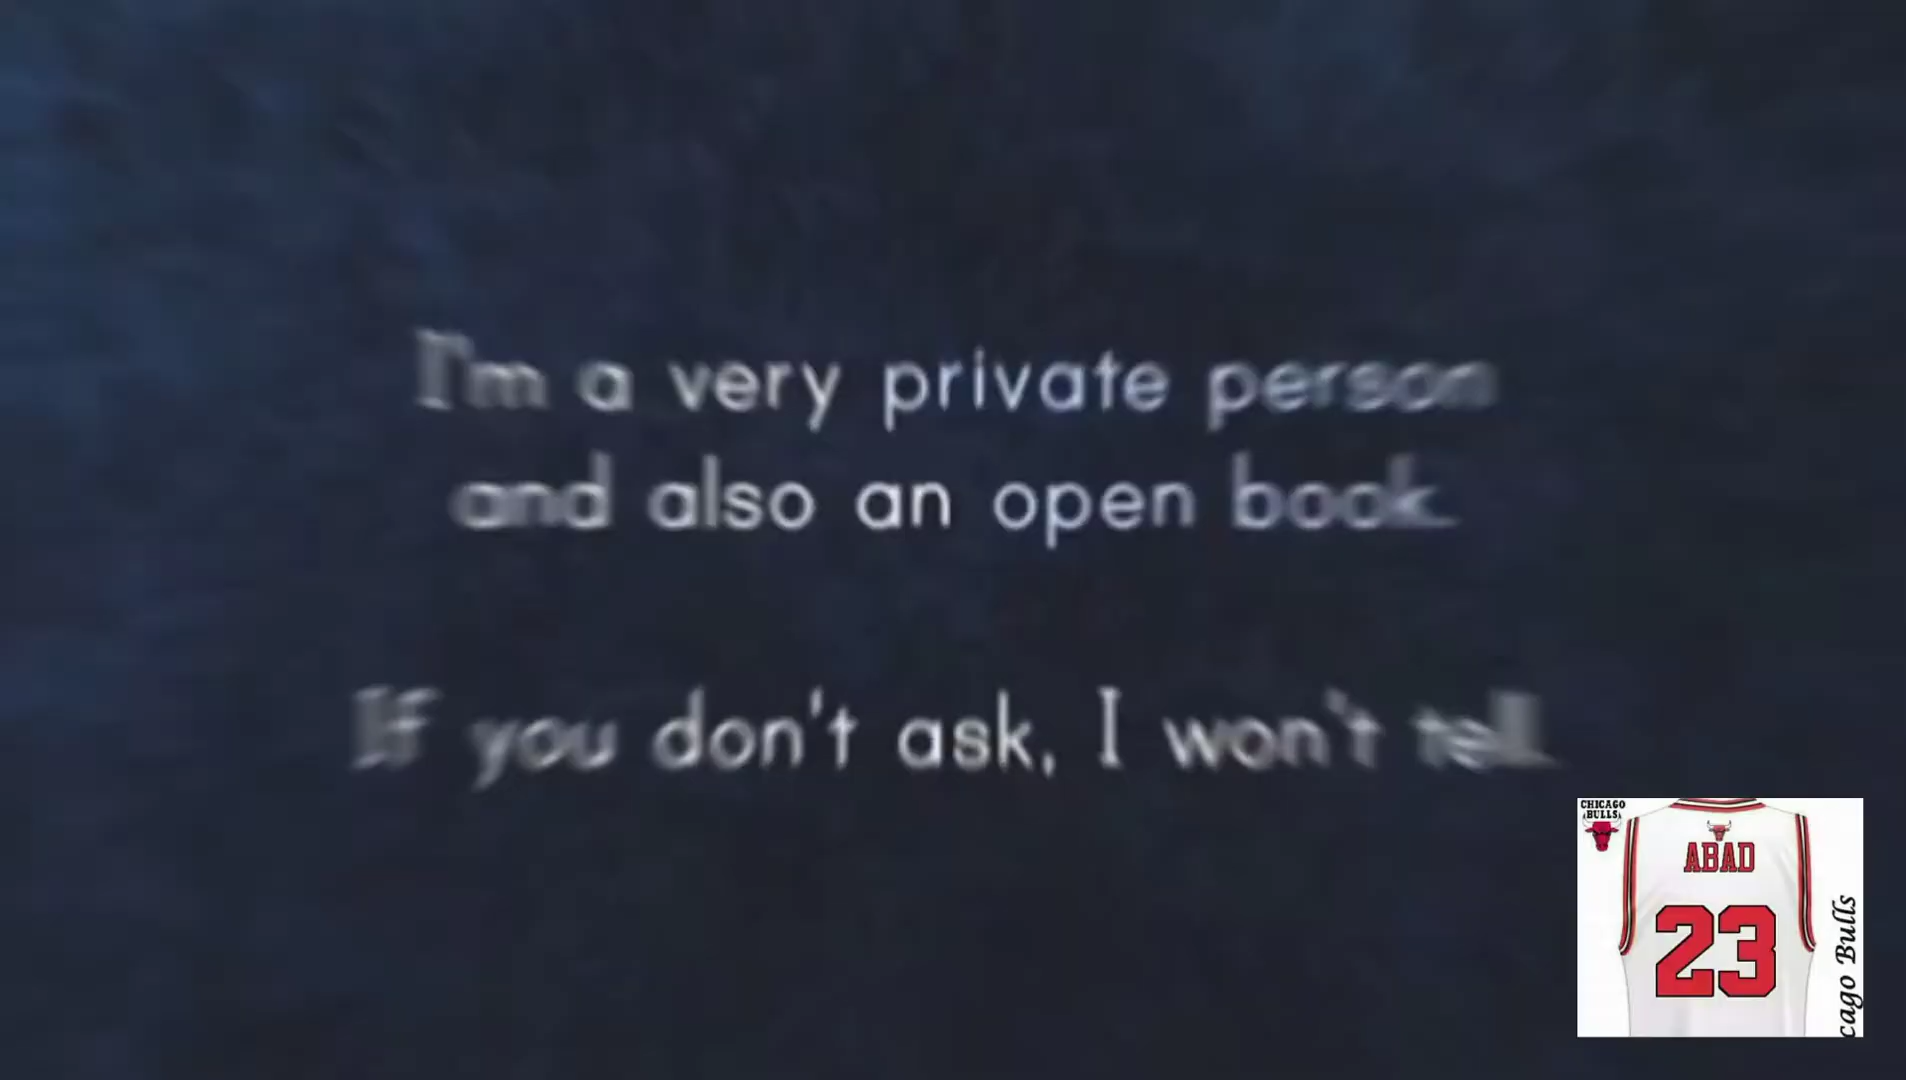 I'm a very private person
and also an open book.
If you don't ask, I won't tell.
CHICAGO
BULLS
ABAD
23
cago Bulls